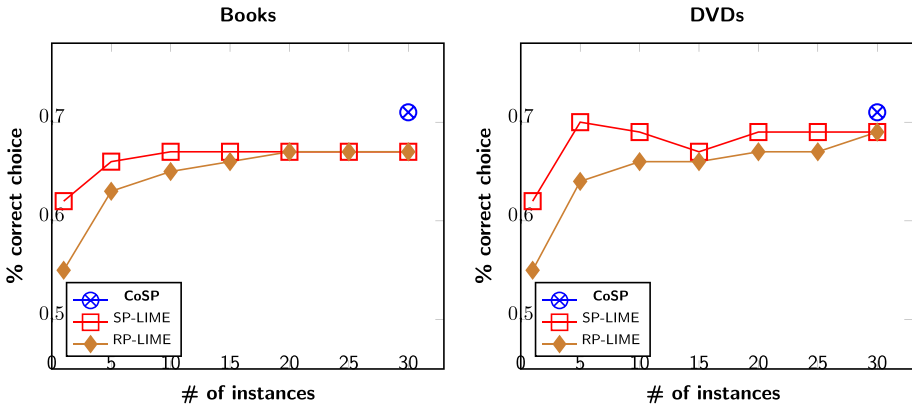 Books
% correct choice
0.7
0.6
0.5
CoSP
SP-LIME
RP-LIME
0 5 10 15 20 25 30
# of instances
DVDs
% correct choice
0.7
0.6
0.5
CoSP
SP-LIME
RP-LIME
0 5 10 15 20 25 30
# of instances